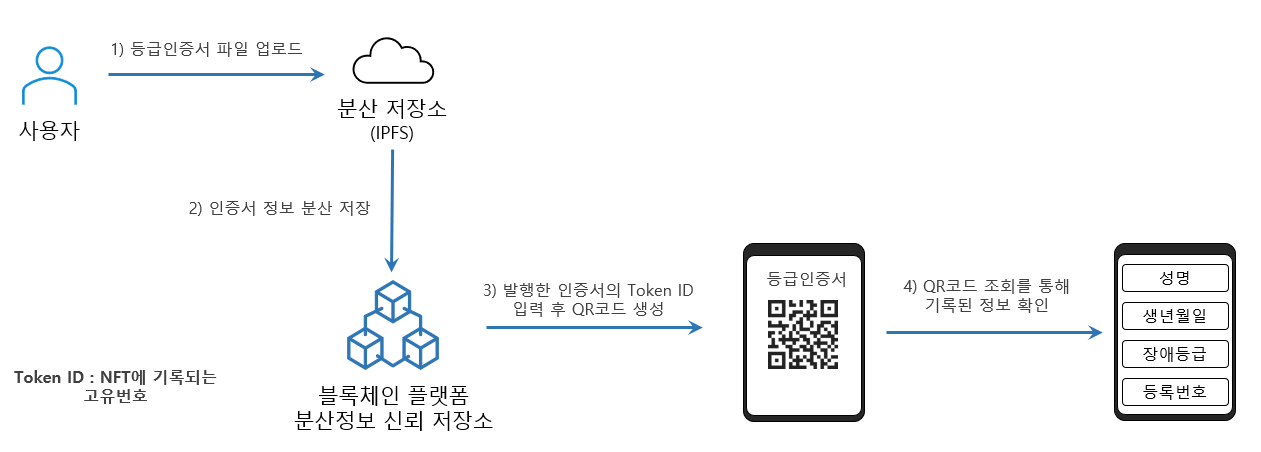 1) 등급인증서 파일 업로드
사용자
분산 저장소
(IPFS)
2) 인증서 정보 분산 저장
Token ID : NFT에 기록되는
고유번호
블록체인 플랫폼
분산정보 신뢰 저장소
3) 발행한 인증서의 Token ID
입력 후 QR코드 생성
등급인증서
4) QR코드 조회를 통해
기록된 정보 확인
성명
생년월일
장애등급
등록번호